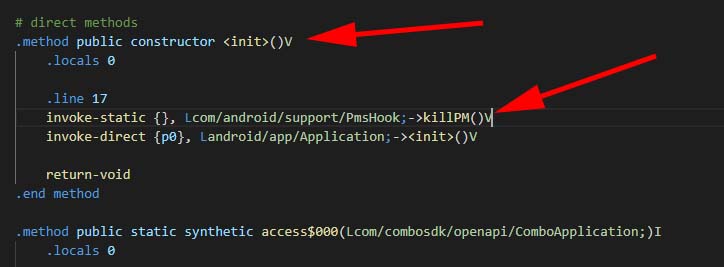 # direct methods
.method public constructor <init>()V
.locals 0
.line 17
invoke-static {}, Lcom/android/support/PmsHook;->killPM()V
invoke-direct {p0}, Landroid/app/Application;-><init>()V
return-void
.end method
.method public static synthetic access$000(Lcom/combosdk/openapi/ComboApplication;)I
.locals 0